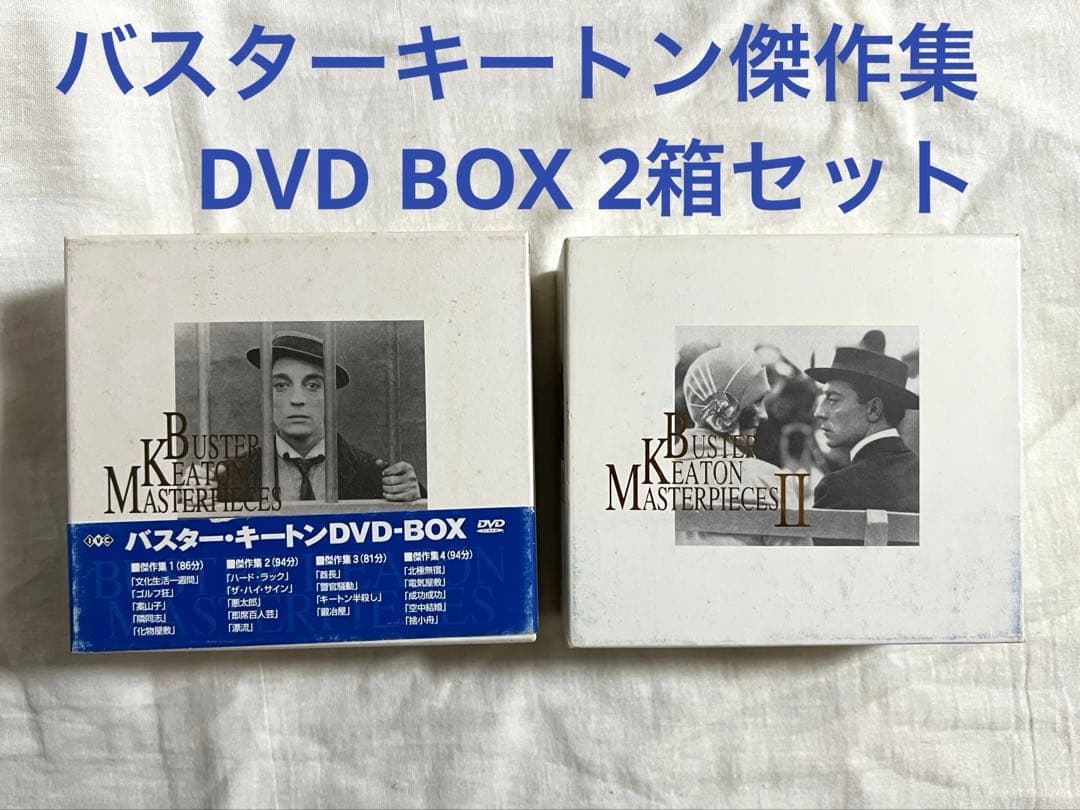 バスターキートン傑作集
DVD BOX 2箱セット
BUSTER
KEATON
MASTERPIECES
IVC バスター・キートンDVD-BOX DVD
■傑作集1(86分)
「文化生活一週間」
「ゴルフ狂」
「案山子」
「隣同志」
「化物屋敷」
■傑作集2(94分)
「ハード・ラック」
「ザ・ハイ・サイン」
「悪太郎」
「即席百人芸」
「漂流」
■傑作集3(81分)
「酋長」
「警官騒動」
「キートン半殺し」
「鍛冶屋」
■傑作集4(94分)
「北極無宿」
「電気屋敷」
「成功成功」
「空中結婚」
「捨小舟」
BUSTER KEATON
MASTERPIECES
BUSTER
KEATON
MASTERPIECES II